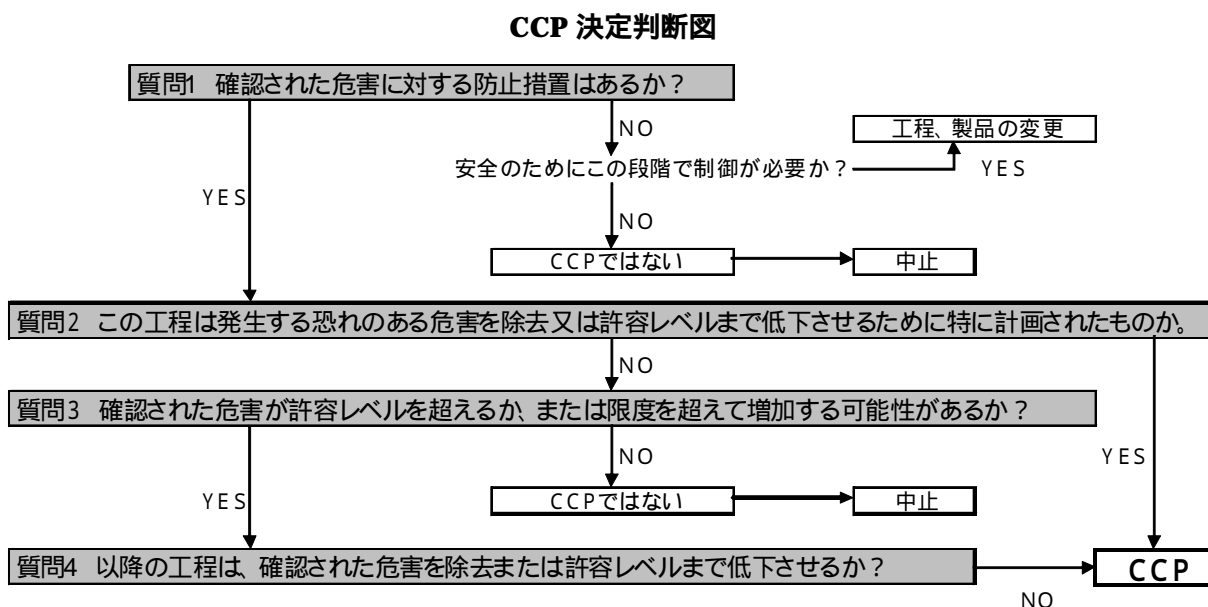 CCP 決定判断図
質問1 確認された危害に対する防止措置はあるか？
NO
工程、製品の変更
安全のためにこの段階で制御が必要か？
YES
YES
NO
CCPではない
中止
質問2 この工程は発生する恐れのある危害を除去又は許容レベルまで低下させるために特に計画されたものか。
NO
質問3 確認された危害が許容レベルを超えるか、または限度を超えて増加する可能性があるか？
NO
YES
YES
CCPではない
中止
質問4 以降の工程は、確認された危害を除去または許容レベルまで低下させるか？
CCP
NO